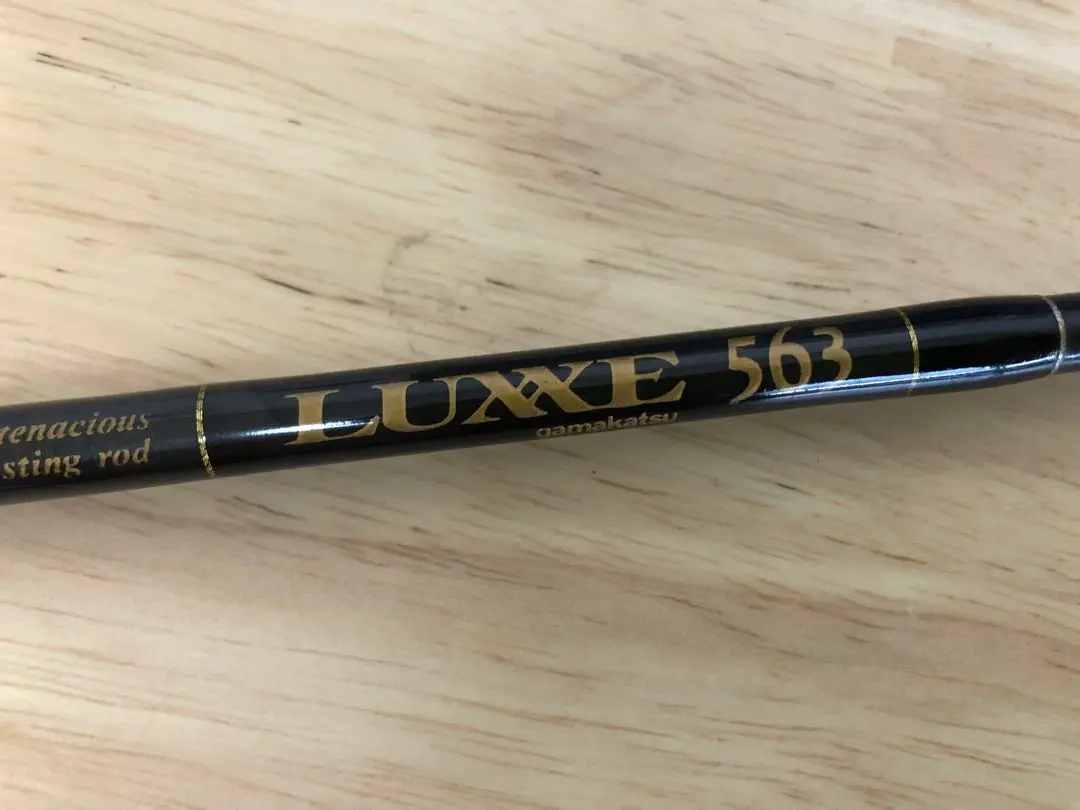 tenacious
sting rod
LUXXE 563
gamakatsu